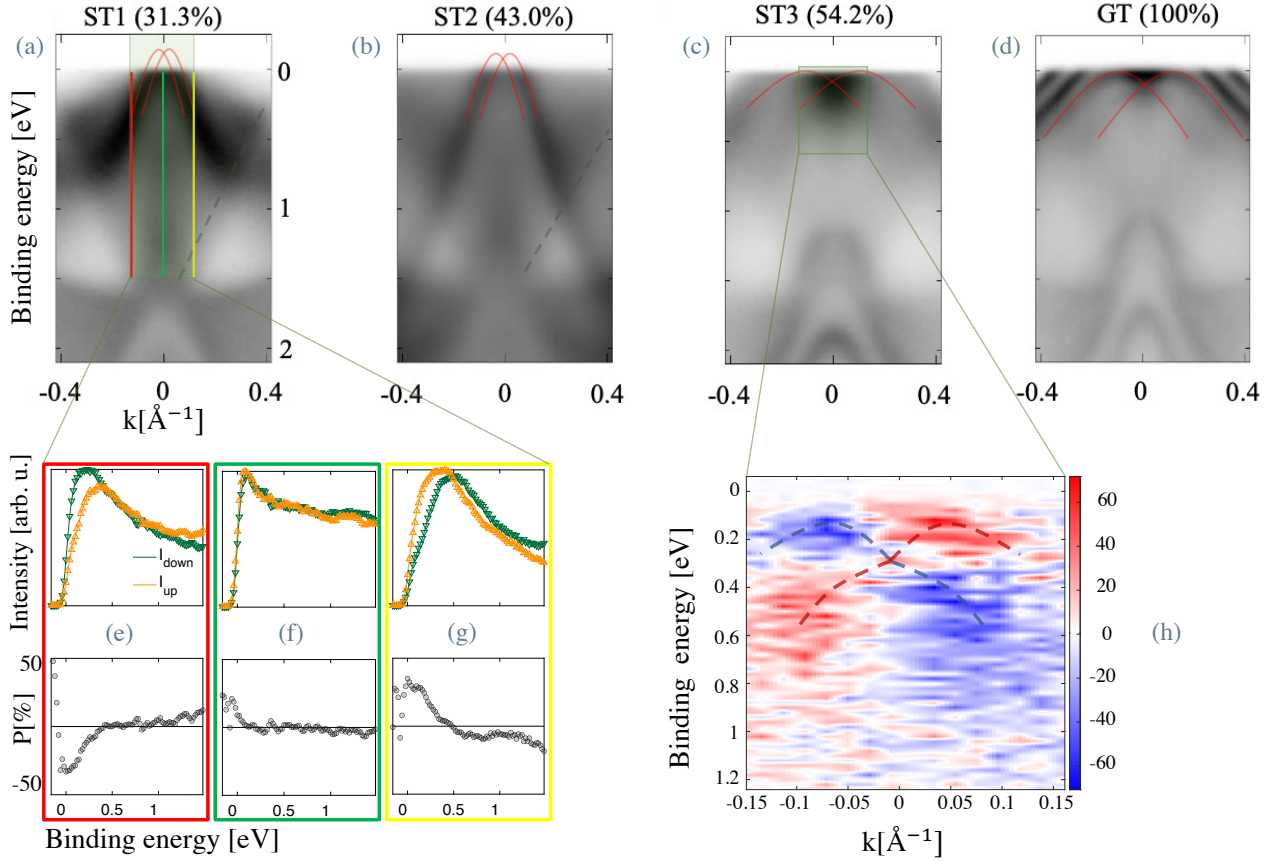 ST1 (31.3%)
ST2 (43.0%)
ST3 (54.2%)
GT (100%)
(a)
(b)
(c)
(d)
Binding energy [eV]
0
1
2
-0.4 0 0.4
-0.4 0 0.4
-0.4 0 0.4
-0.4 0 0.4
k[Å⁻¹]
Intensity [arb. u.]
I down
I up
(e)
(f)
(g)
P[%]
50
-50
0 0.5 1
0 0.5 1
0 0.5 1
Binding energy [eV]
Binding energy [eV]
0
0.2
0.4
0.6
0.8
1
1.2
-0.15 -0.1 -0.05 0 0.05 0.1 0.15
k[Å⁻¹]
60
40
20
0
-20
-40
-60
(h)